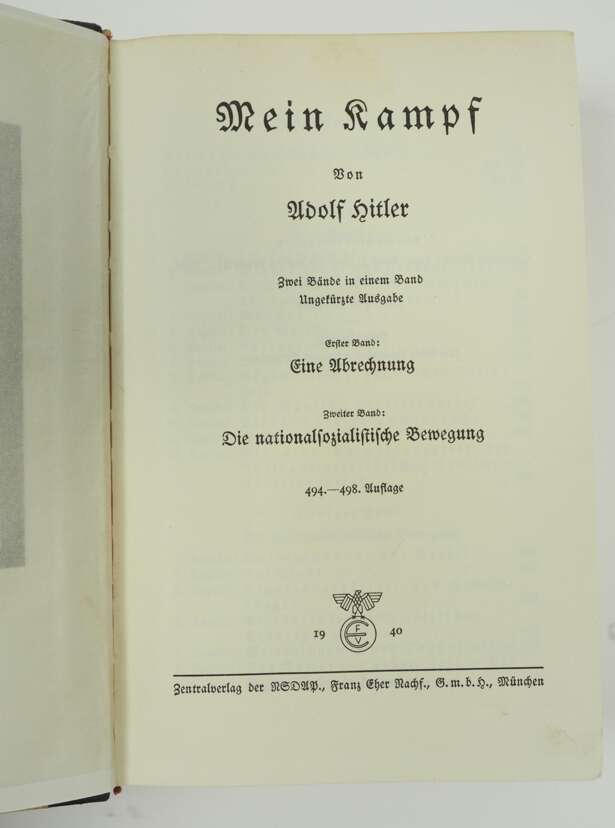 Mein Kampf
Von
Adolf Hitler
Zwei Bände in einem Band
Ungekürzte Ausgabe
Erster Band:
Eine Abrechnung
Zweiter Band:
Die nationalsozialistische Bewegung
494.—498. Auflage
19 FEV 40
Zentralverlag der NSDAP., Franz Eher Nachf., G.m.b.H., München